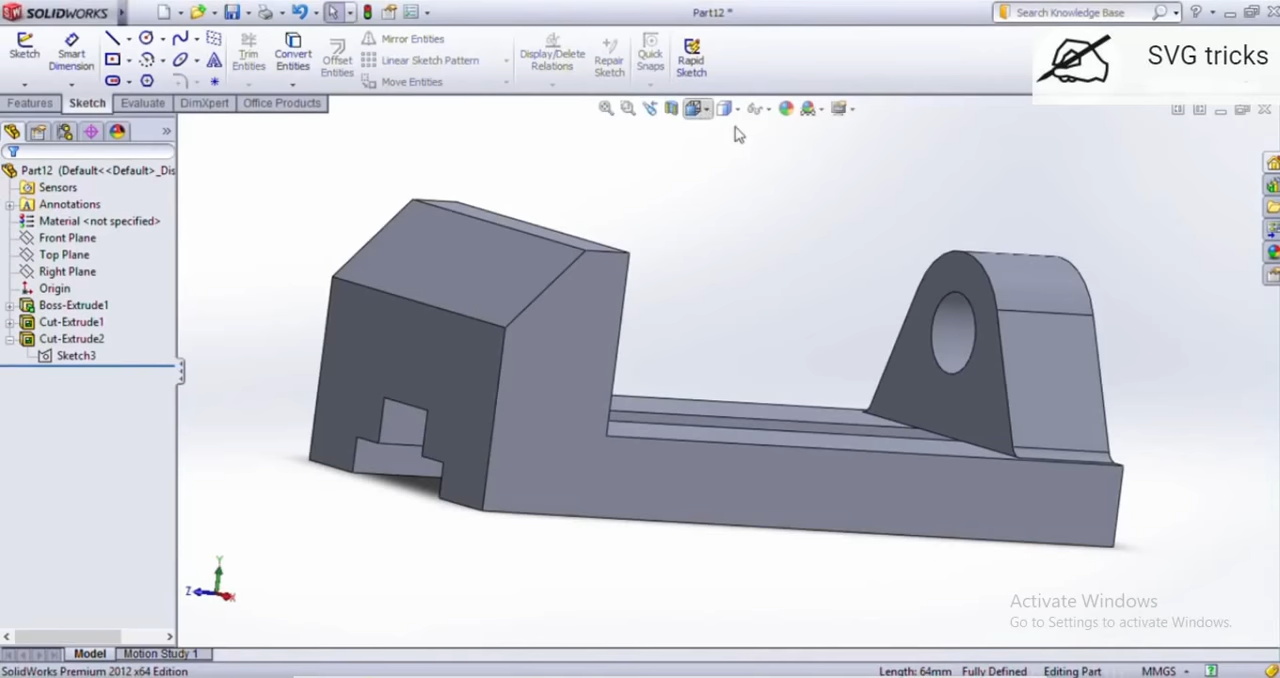 SOLIDWORKS
Part12 *
Search Knowledge Base
SVG tricks
Sketch
Smart Dimension
Trim Entities
Convert Entities
Offset Entities
Mirror Entities
Linear Sketch Pattern
Move Entities
Display/Delete Relations
Repair Sketch
Quick Snaps
Rapid Sketch
Features
Sketch
Evaluate
DimXpert
Office Products
Part12 (Default<<Default>_Dis
Sensors
Annotations
Material <not specified>
Front Plane
Top Plane
Right Plane
Origin
Boss-Extrude1
Cut-Extrude1
Cut-Extrude2
Sketch3
Y
Z
X
Activate Windows
Go to Settings to activate Windows.
Model
Motion Study 1
SolidWorks Premium 2012 x64 Edition
Length: 64mm
Fully Defined
Editing Part
MMGS